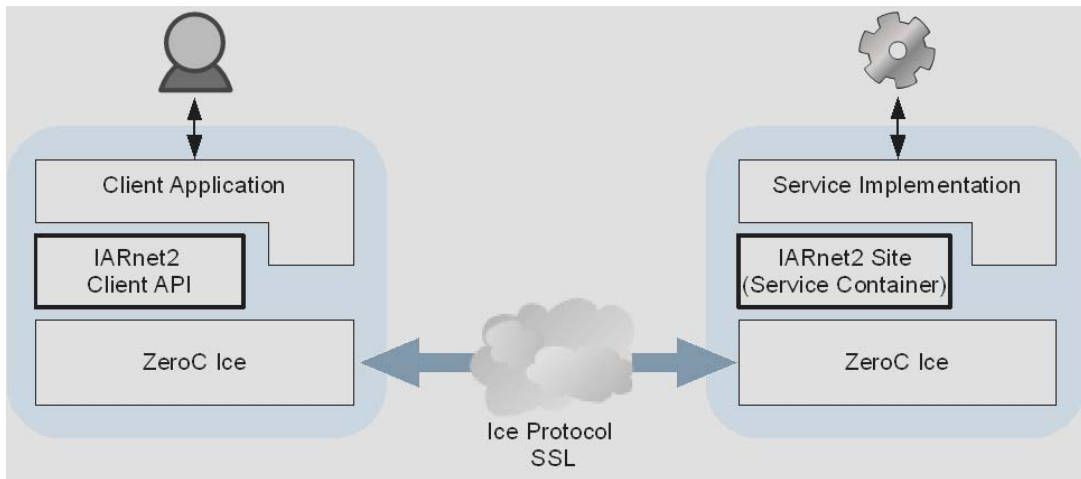 Client Application
IARnet2
Client API
ZeroC Ice
Ice Protocol
SSL
Service Implementation
IARnet2 Site
(Service Container)
ZeroC Ice